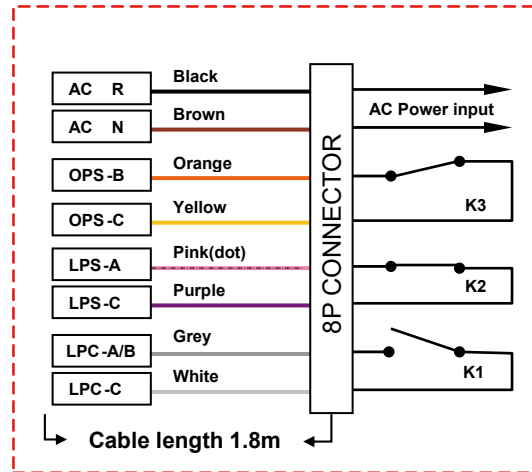 AC R
Black
AC N
Brown
AC Power input
OPS-B
Orange
OPS-C
Yellow
K3
LPS-A
Pink(dot)
LPS-C
Purple
K2
LPC-A/B
Grey
LPC-C
White
K1
8P CONNECTOR
Cable length 1.8m